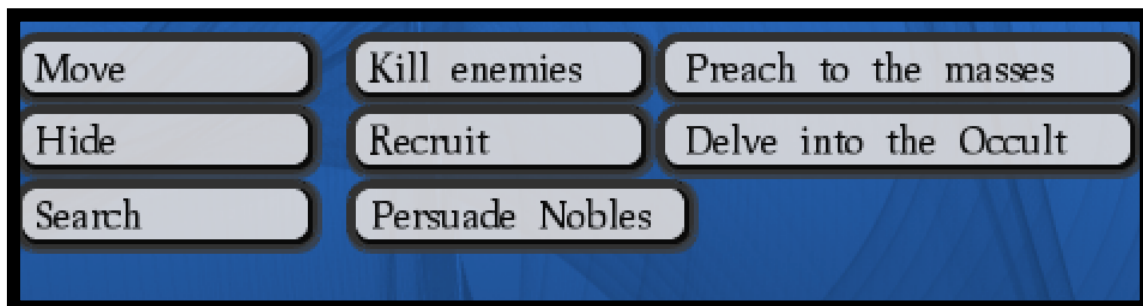 Move
Kill enemies
Preach to the masses
Hide
Recruit
Delve into the Occult
Search
Persuade Nobles